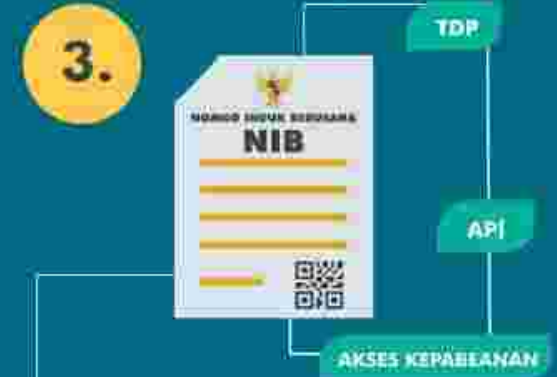 3.
TDP
NOMOR INDUK BERUSAHA
NIB
API
AKSES KEPABEANAN